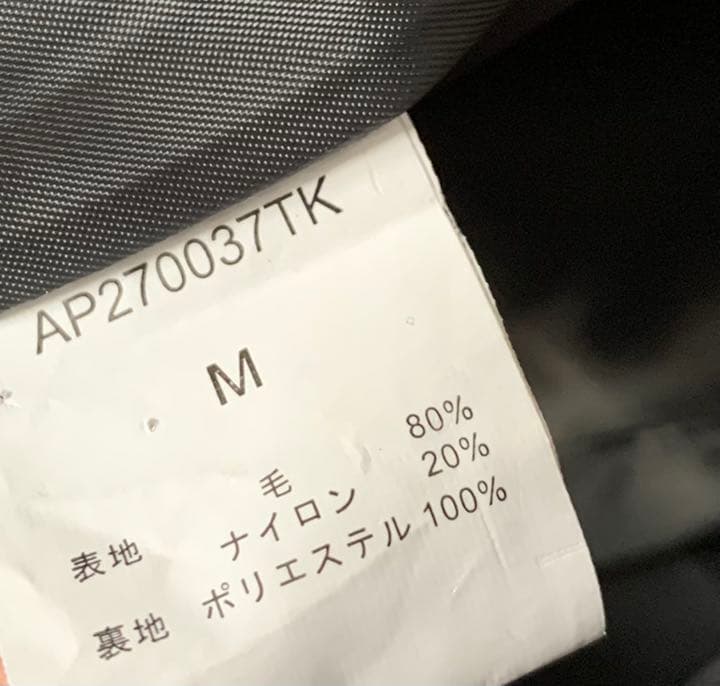 AP270037TK
M
表地 毛 80%
ナイロン 20%
裏地 ポリエステル 100%